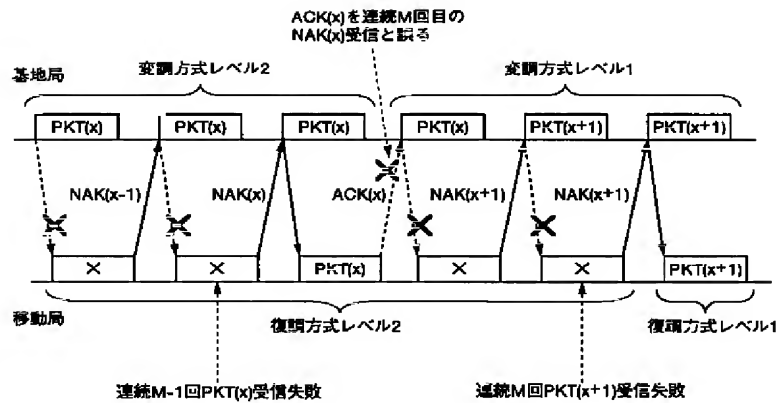 ACK(x)を連続M回目の
NAK(x)受信と誤る
変調方式レベル2
変調方式レベル1
基地局
PKT(x) PKT(x) PKT(x) PKT(x) PKT(x+1) PKT(x+1)
NAK(x-1) NAK(x) ACK(x) NAK(x+1) NAK(x+1)
× × PKT(x) × × PKT(x+1)
移動局
復調方式レベル2
復調方式レベル1
連続M-1回PKT(x)受信失敗
連続M回PKT(x+1)受信失敗